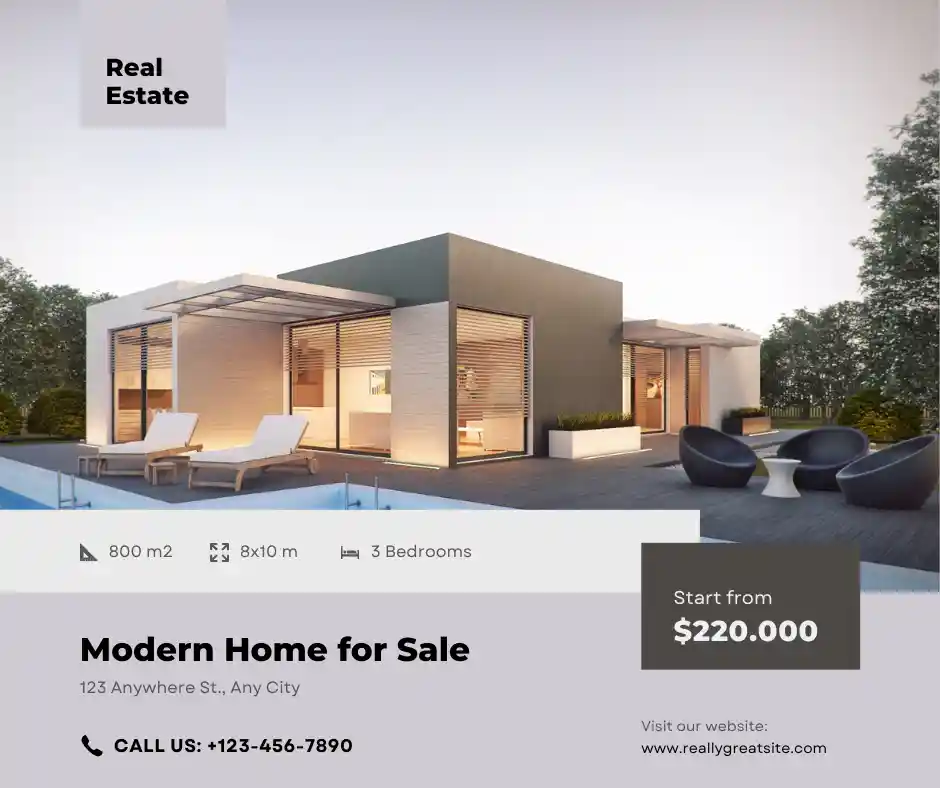 Real
Estate
800 m2
8x10 m
3 Bedrooms
Start from
$220.000
Modern Home for Sale
123 Anywhere St., Any City
CALL US: +123-456-7890
Visit our website:
www.reallygreatsite.com